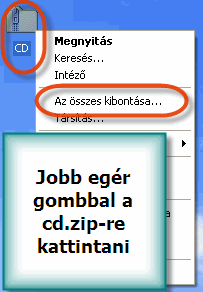 CD
Megnyitás
Keresés...
Intéző
Az összes kibontása...
Társítás...
Jobb egér
gombbal a
cd.zip-re
kattintani